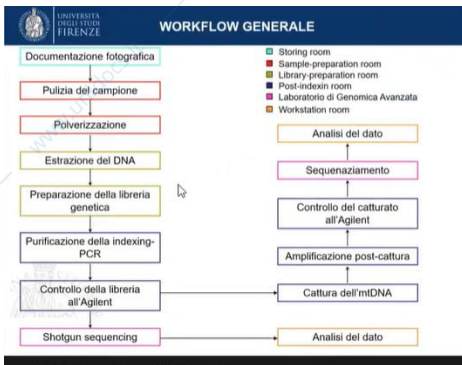 UNIVERSITÀ
DEGLI STUDI
FIRENZE
WORKFLOW GENERALE
Documentazione fotografica
Pulizia del campione
Polverizzazione
Estrazione del DNA
Preparazione della libreria
genetica
Purificazione della indexing-
PCR
Controllo della libreria
all'Agilent
Shotgun sequencing
Storing room
Sample-preparation room
Library-preparation room
Post-indexin room
Laboratorio di Genomica Avanzata
Workstation room
Analisi del dato
Sequenaziamento
Controllo del catturato
all'Agilent
Amplificazione post-cattura
Cattura dell'mtDNA
Analisi del dato